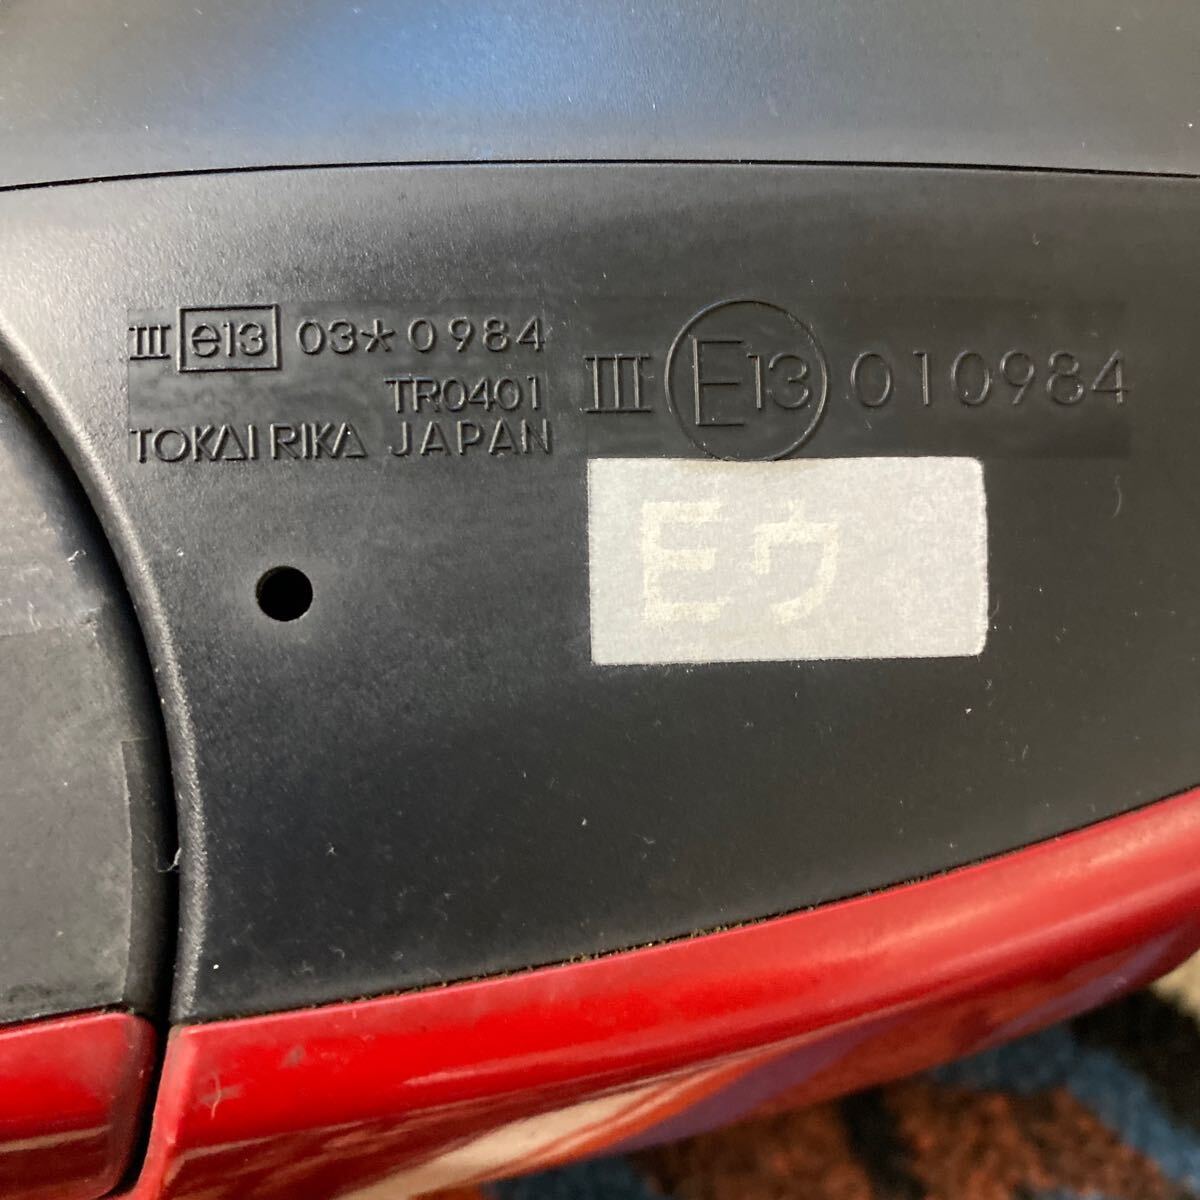 III e13 03*0984
TR0401
TOKAI RIKA JAPAN
III E13 010984
Eウ